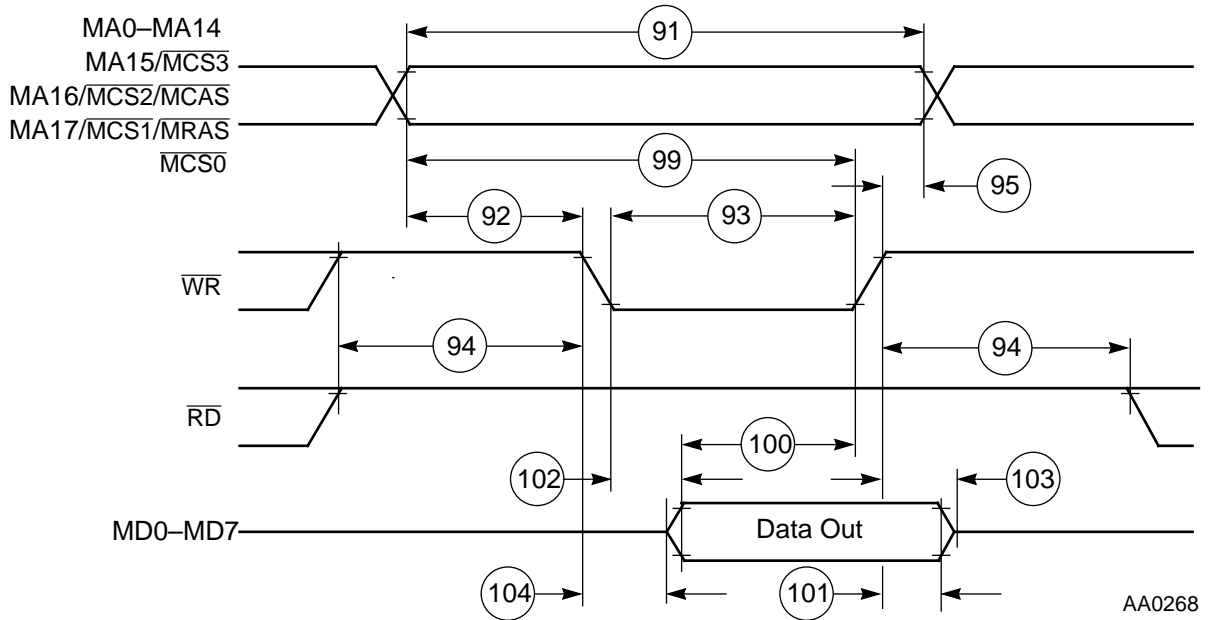 MA0–MA14
91
MA15/MCS3
MA16/MCS2/MCAS
MA17/MCS1/MRAS
MCS0
99
95
92
93
WR
94
94
RD
100
102
103
MD0–MD7
Data Out
104
101
AA0268